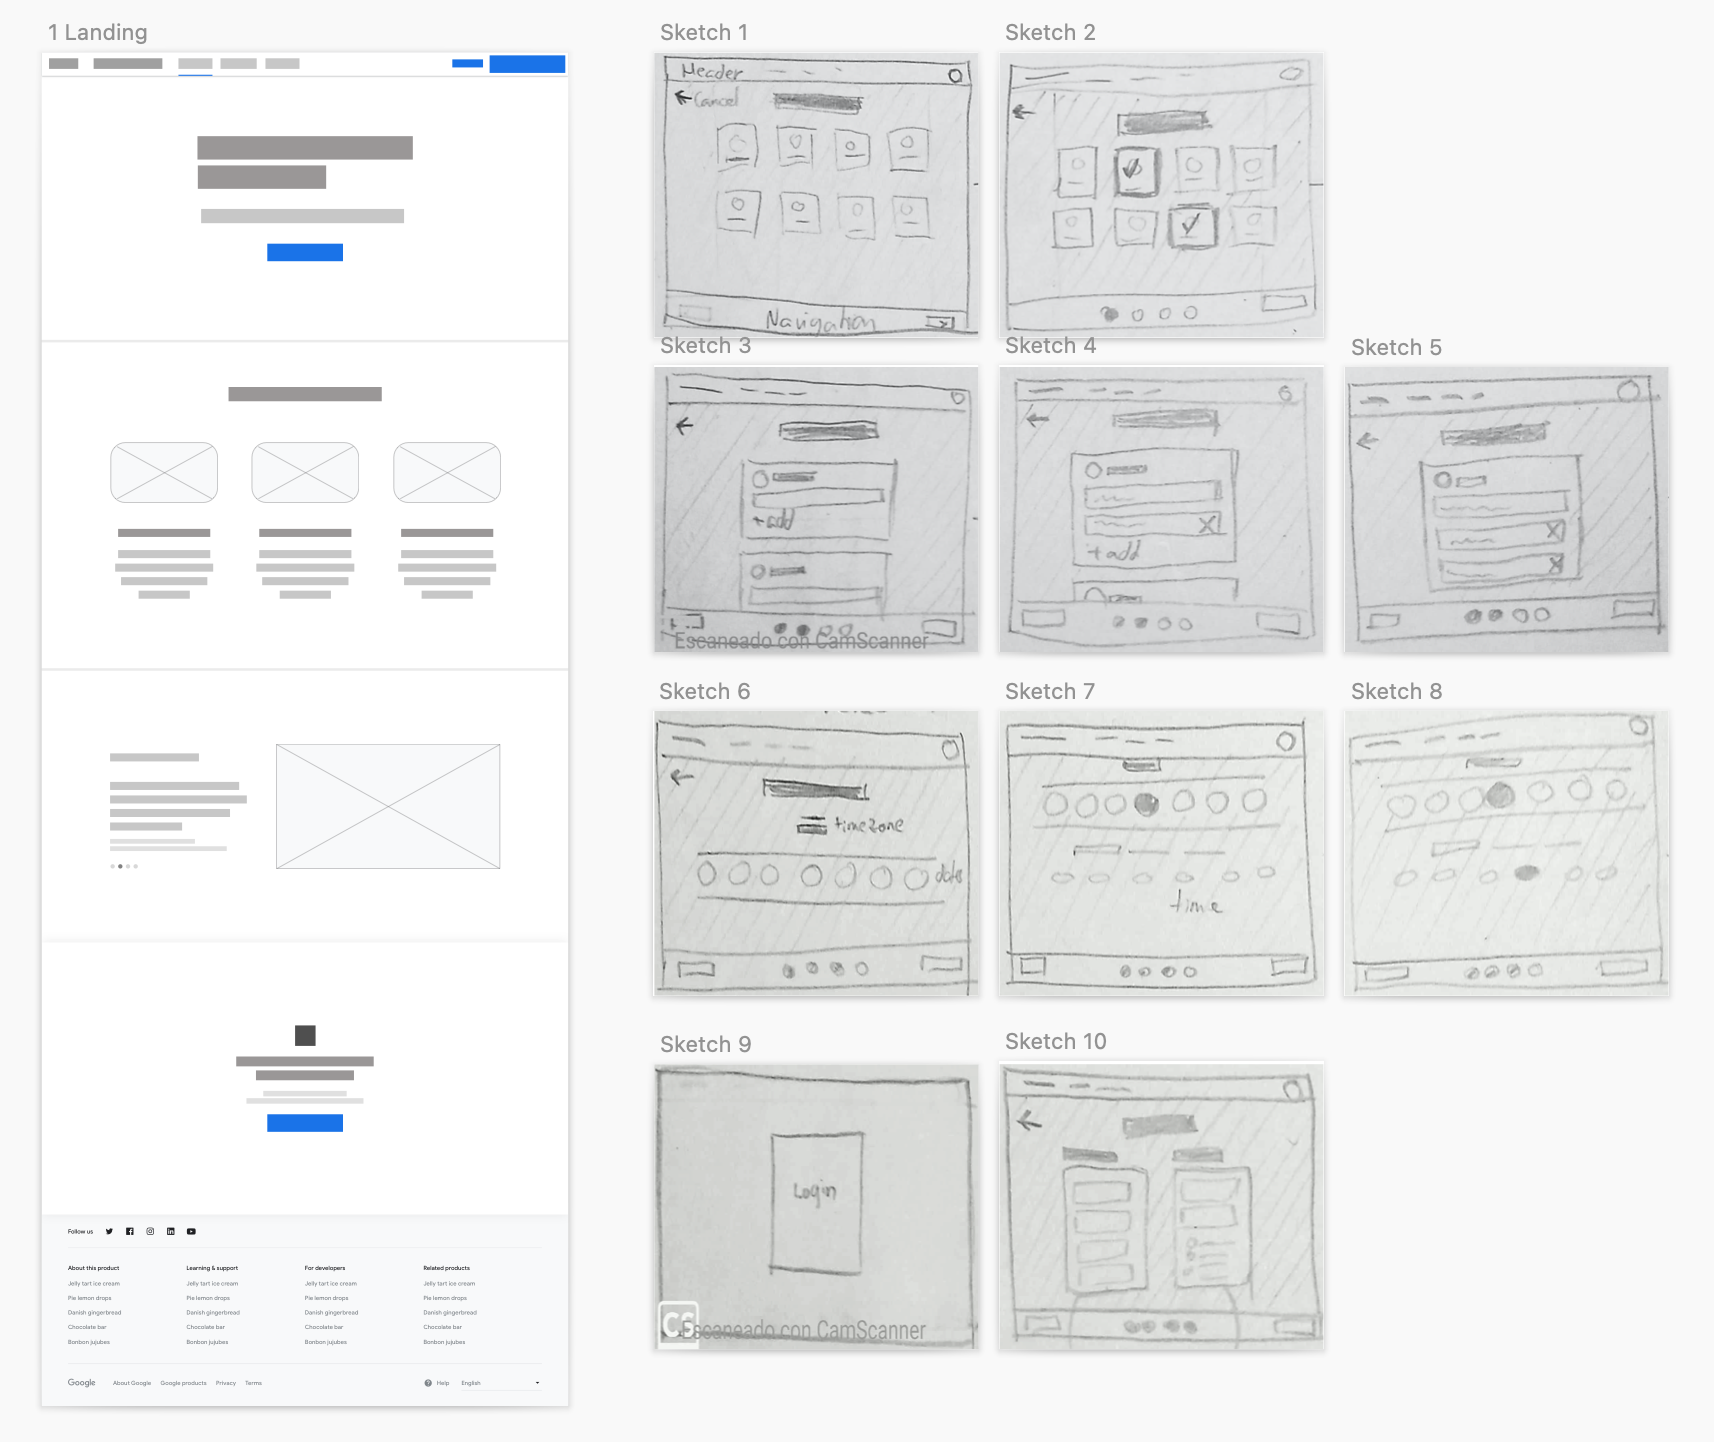 1 Landing
Follow us
About this product
Jelly tart ice cream
Pie lemon drops
Danish gingerbread
Chocolate bar
Bonbon jujubes
Learning & support
Jelly tart ice cream
Pie lemon drops
Danish gingerbread
Chocolate bar
Bonbon jujubes
For developers
Jelly tart ice cream
Pie lemon drops
Danish gingerbread
Chocolate bar
Bonbon jujubes
Related products
Jelly tart ice cream
Pie lemon drops
Danish gingerbread
Chocolate bar
Bonbon jujubes
Google About Google Google products Privacy Terms
Help English
Sketch 1
Header
Cancel
Navigation
Sketch 2
Sketch 3
+add
Escaneado con CamScanner
Sketch 4
+add
Sketch 5
Sketch 6
timezone
dates
Sketch 7
time
Sketch 8
Sketch 9
Login
CS
Escaneado con CamScanner
Sketch 10